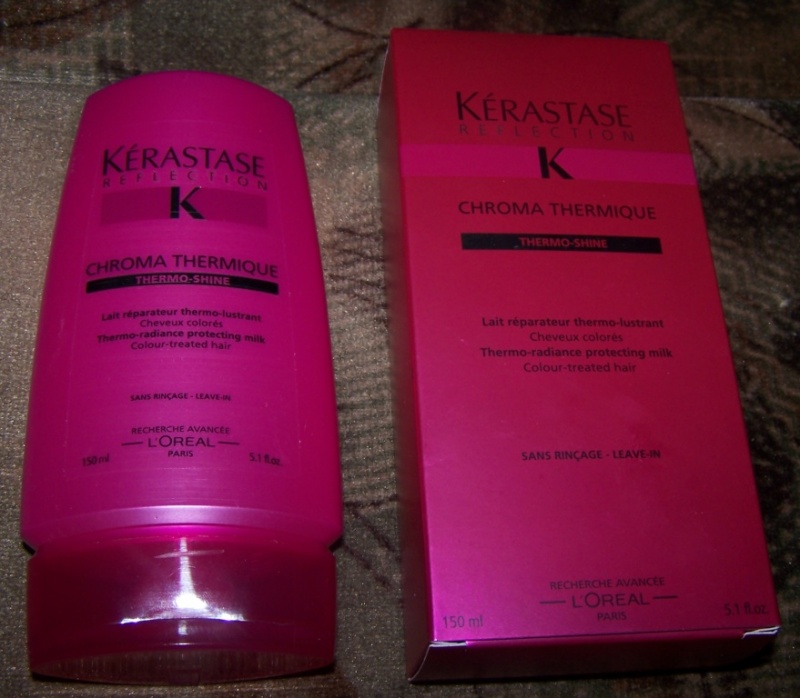 KÉRASTASE
REFLECTION
K
CHROMA THERMIQUE
THERMO-SHINE
Lait réparateur thermo-lustrant
Cheveux colorés
Thermo-radiance protecting milk
Colour-treated hair
SANS RINÇAGE - LEAVE-IN
RECHERCHE AVANCÉE
L'ORÉAL
PARIS
150 ml 5.1 fl.oz.
KÉRASTASE
REFLECTION
K
CHROMA THERMIQUE
THERMO-SHINE
Lait réparateur thermo-lustrant
Cheveux colorés
Thermo-radiance protecting milk
Colour-treated hair
SANS RINÇAGE - LEAVE-IN
RECHERCHE AVANCÉE
L'ORÉAL
PARIS
150 ml 5.1 fl.oz.